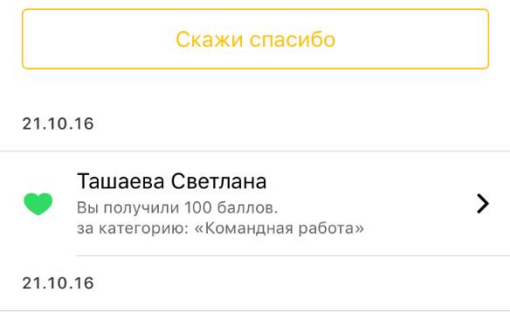 Скажи спасибо
21.10.16
Ташаева Светлана
Вы получили 100 баллов.
за категорию: «Командная работа»
21.10.16